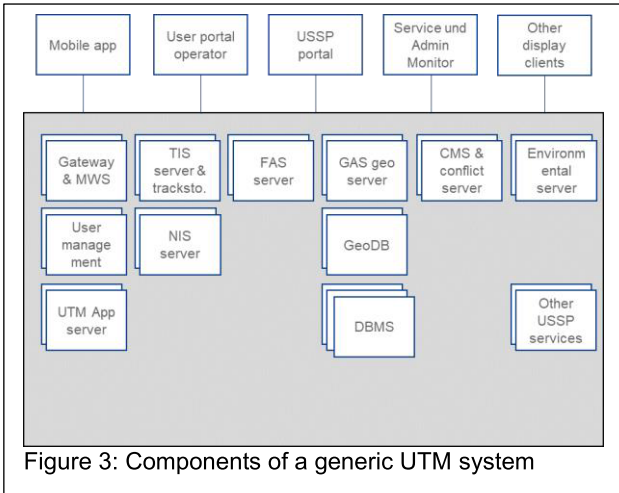 Mobile app
User portal
operator
USSP
portal
Service und
Admin
Monitor
Other
display
clients
Gateway
& MWS
TIS
server &
tracksto.
FAS
server
GAS geo
server
CMS &
conflict
server
Environm
ental
server
User
manage
ment
NIS
server
GeoDB
UTM App
server
DBMS
Other
USSP
services
Figure 3: Components of a generic UTM system